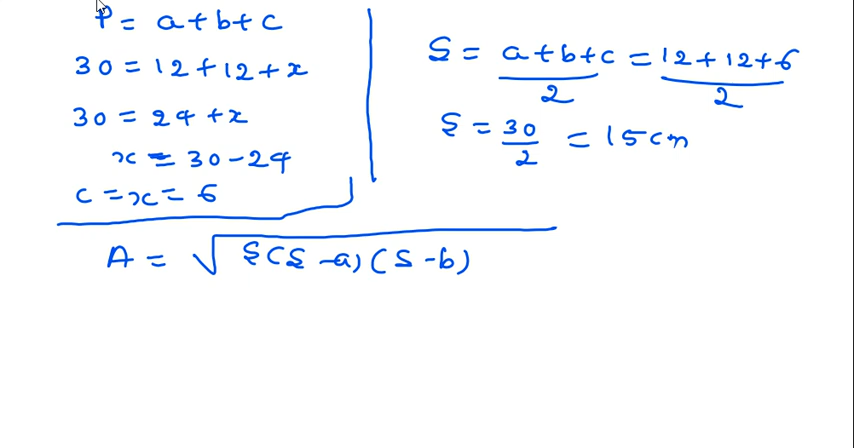 P = a+b+c
30 = 12+12+x
30 = 24+x
x = 30-24
c = x = 6
S = a+b+c/2 = 12+12+6/2
S = 30/2 = 15cm
A = √S(S-a)(S-b)